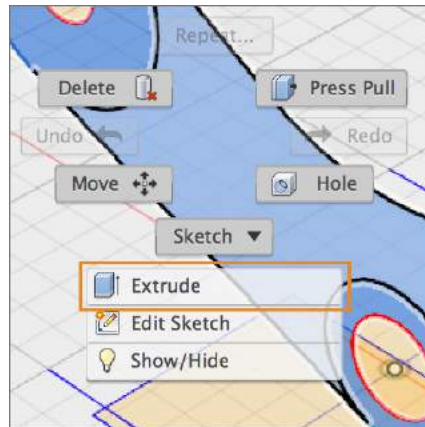 Repeat...
Delete
Press Pull
Undo
Redo
Move
Hole
Sketch
Extrude
Edit Sketch
Show/Hide